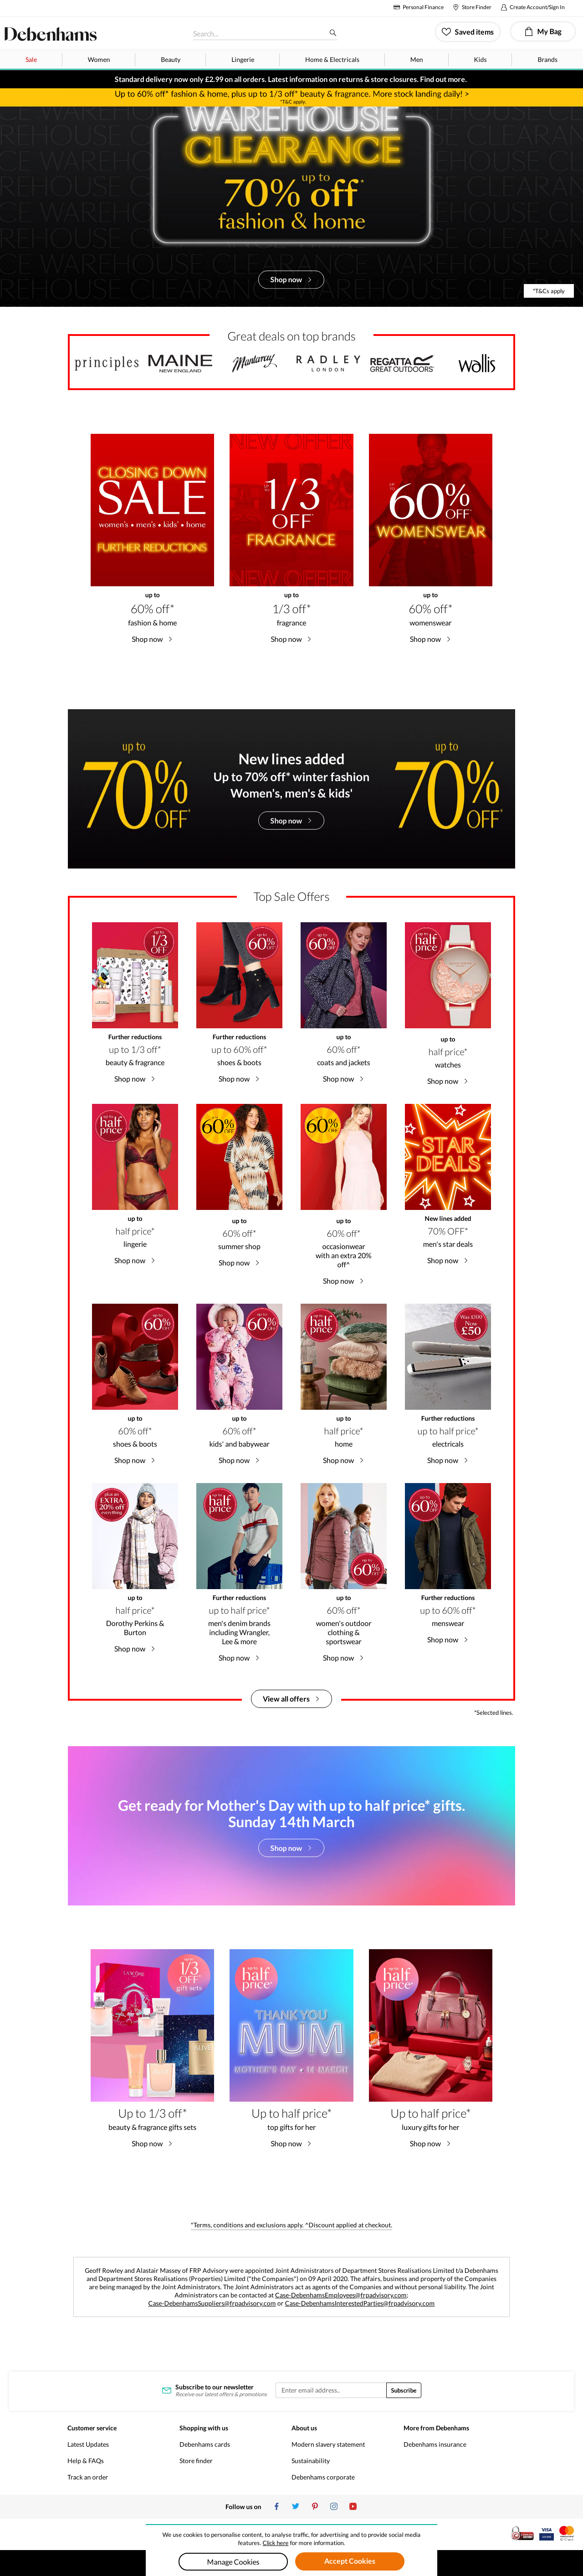 Personal Finance
Store Finder
Create Account/Sign In
Debenhams
Search...
Saved items
My Bag
Sale
Women
Beauty
Lingerie
Home & Electricals
Men
Kids
Brands
Standard delivery now only £2.99 on all orders. Latest information on returns & store closures. Find out more.
Up to 60% off* fashion & home, plus up to 1/3 off* beauty & fragrance. More stock landing daily! >
*T&C apply.
WAREHOUSE
CLEARANCE
up to
70% off*
fashion & home
Shop now
*T&Cs apply
Great deals on top brands
principles
MAINE
NEW ENGLAND
Mantaray
RADLEY
LONDON
REGATTA
GREAT OUTDOORS
wallis
CLOSING DOWN
SALE
women's • men's • kids' • home
FURTHER REDUCTIONS
NEW OFFER
1/3
OFF*
FRAGRANCE
NEW OFFER
60%
OFF*
WOMENSWEAR
up to
60% off*
fashion & home
Shop now
up to
1/3 off*
fragrance
Shop now
up to
60% off*
womenswear
Shop now
up to
70%
OFF*
New lines added
Up to 70% off* winter fashion
Women's, men's & kids'
Shop now
up to
70%
OFF*
Top Sale Offers
up to
1/3
OFF
up to
60%
OFF
up to
60%
OFF
up to
half
price*
Further reductions
up to 1/3 off*
beauty & fragrance
Shop now
Further reductions
up to 60% off*
shoes & boots
Shop now
up to
60% off*
coats and jackets
Shop now
up to
half price*
watches
Shop now
up to
half
price*
60%
OFF
60%
OFF
STAR
DEALS
up to
half price*
lingerie
Shop now
up to
60% off*
summer shop
Shop now
up to
60% off*
occasionwear
with an extra 20%
off^
Shop now
New lines added
70% OFF*
men's star deals
Shop now
up to
60%
OFF
up to
60%
OFF
up to
half
price*
Was £100
Now
£50
up to
60% off*
shoes & boots
Shop now
up to
60% off*
kids' and babywear
Shop now
up to
half price*
home
Shop now
Further reductions
up to half price*
electricals
Shop now
plus an
EXTRA
20% off
everything
up to
half
price*
up to
60%
OFF
up to
60%
OFF
up to
half price*
Dorothy Perkins &
Burton
Shop now
Further reductions
up to half price*
men's denim brands
including Wrangler,
Lee & more
Shop now
up to
60% off*
women's outdoor
clothing &
sportswear
Shop now
Further reductions
up to 60% off*
menswear
Shop now
View all offers
*Selected lines.
Get ready for Mother's Day with up to half price* gifts.
Sunday 14th March
Shop now
1/3
OFF*
gift sets
up to
half
price*
THANK YOU
MUM
MOTHER'S DAY • 14 MARCH
up to
half
price*
Up to 1/3 off*
beauty & fragrance gifts sets
Shop now
Up to half price*
top gifts for her
Shop now
Up to half price*
luxury gifts for her
Shop now
*Terms, conditions and exclusions apply. ^Discount applied at checkout.
Geoff Rowley and Alastair Massey of FRP Advisory were appointed Joint Administrators of Department Stores Realisations Limited t/a Debenhams
and Department Stores Realisations (Properties) Limited ("the Companies") on 09 April 2020. The affairs, business and property of the Companies
are being managed by the Joint Administrators. The Joint Administrators act as agents of the Companies and without personal liability. The Joint
Administrators can be contacted at Case-DebenhamsEmployees@frpadvisory.com;
Case-DebenhamsSuppliers@frpadvisory.com or Case-DebenhamsInterestedParties@frpadvisory.com
Subscribe to our newsletter
Receive our latest offers & promotions
Enter email address..
Subscribe
Customer service
Latest Updates
Help & FAQs
Track an order
Shopping with us
Debenhams cards
Store finder
About us
Modern slavery statement
Sustainability
Debenhams corporate
More from Debenhams
Debenhams insurance
Follow us on
We use cookies to personalise content, to analyse traffic, for advertising and to provide social media
features. Click here for more information.
Manage Cookies
Accept Cookies
VISA